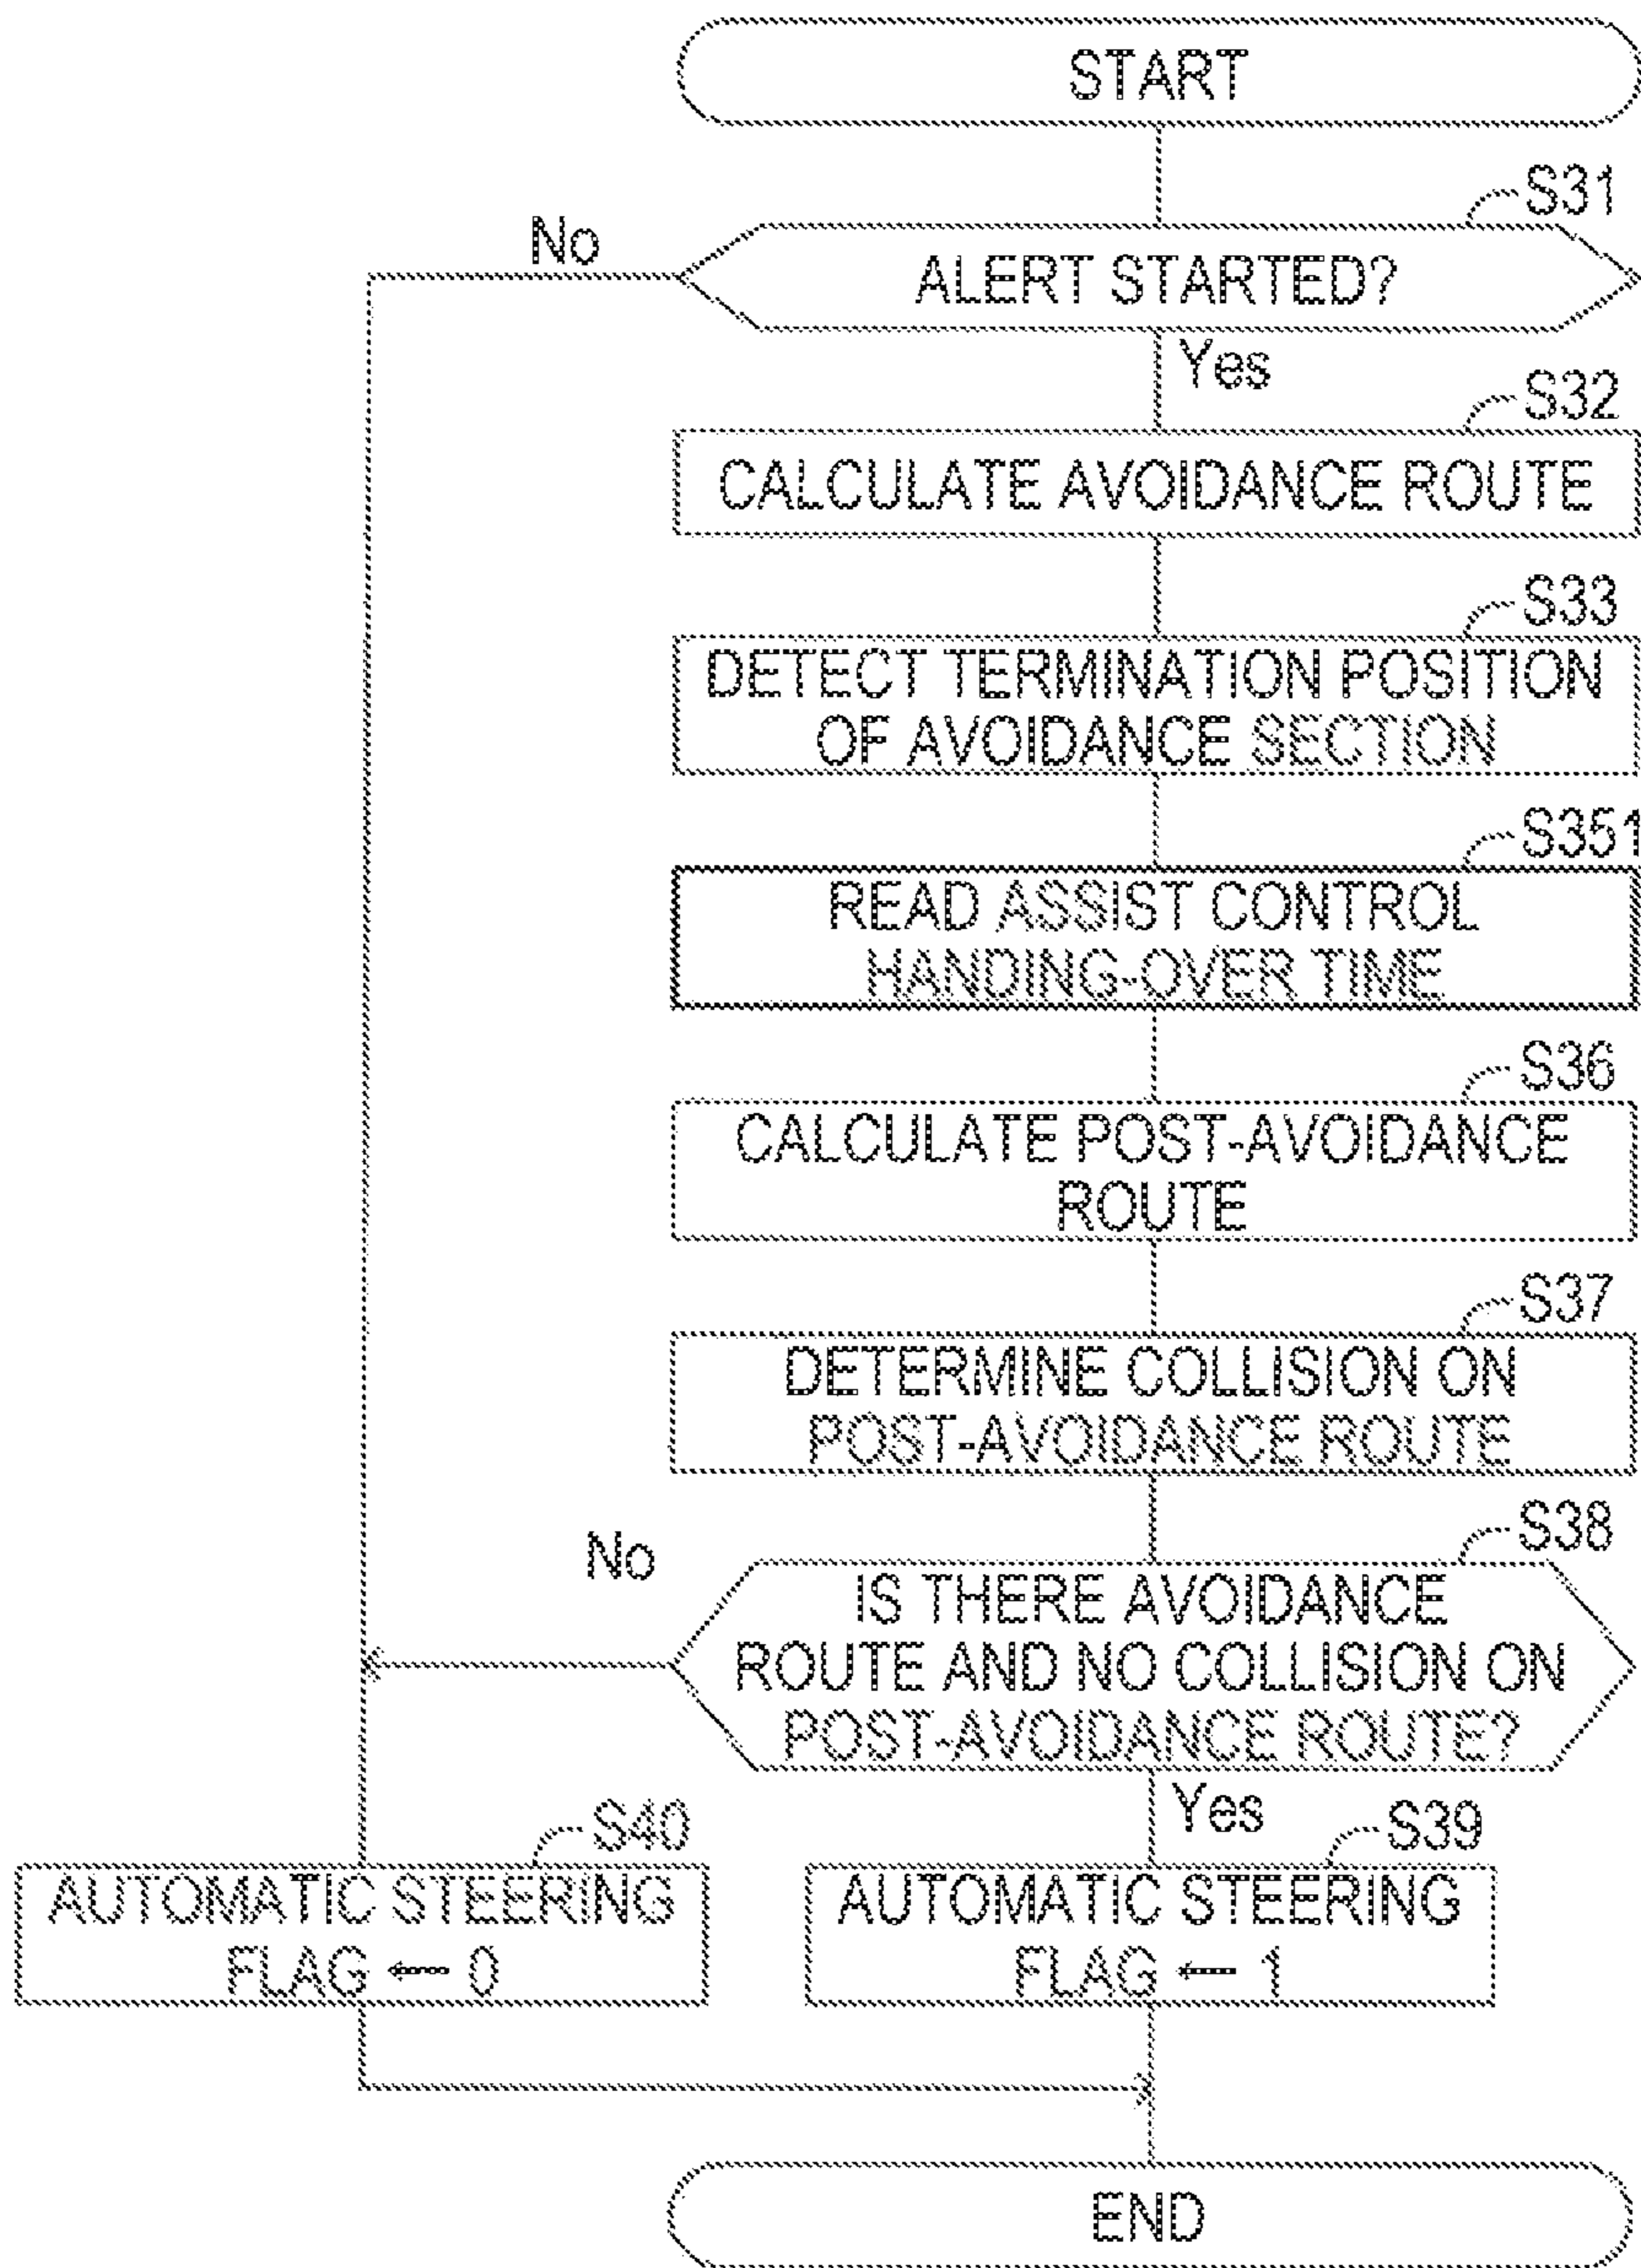 START
S31
No
ALERT STARTED?
Yes
S32
CALCULATE AVOIDANCE ROUTE
S33
DETECT TERMINATION POSITION
OF AVOIDANCE SECTION
S351
READ ASSIST CONTROL
HANDING-OVER TIME
S36
CALCULATE POST-AVOIDANCE
ROUTE
S37
DETERMINE COLLISION ON
POST-AVOIDANCE ROUTE
S38
No
IS THERE AVOIDANCE
ROUTE AND NO COLLISION ON
POST-AVOIDANCE ROUTE?
Yes
S40
S39
AUTOMATIC STEERING
FLAG ← 0
AUTOMATIC STEERING
FLAG ← 1
END